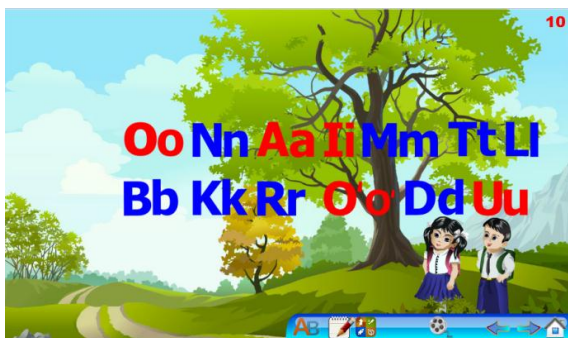 10
Oo Nn Aa Ii Mm Tt Ll
Bb Kk Rr O'o' Dd Uu
AB